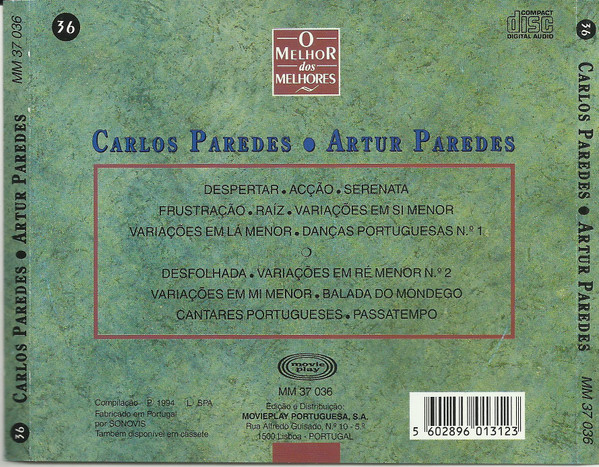 36
MM 37 036
CARLOS PAREDES • ARTUR PAREDES
36
O
MELHOR
dos
MELHORES
COMPACT
disc
DIGITAL AUDIO
CARLOS PAREDES • ARTUR PAREDES
DESPERTAR • ACÇÃO • SERENATA
FRUSTRAÇÃO • RAÍZ • VARIAÇÕES EM SI MENOR
VARIAÇÕES EM LÁ MENOR • DANÇAS PORTUGUESAS N.º 1
DESFOLHADA • VARIAÇÕES EM RÉ MENOR N.º 2
VARIAÇÕES EM MI MENOR • BALADA DO MONDEGO
CANTARES PORTUGUESES • PASSATEMPO
movie
play
MM 37 036
Compilação P 1994 L. SPA
Fabricado em Portugal
por SONOVIS
Também disponível em cassete
Edição e Distribuição:
MOVIEPLAY PORTUGUESA, S.A.
Rua Alfredo Guisado, N.º 10 - 5.º
1500 Lisboa - PORTUGAL
5 602896 013123
36
CARLOS PAREDES • ARTUR PAREDES
MM 37 036